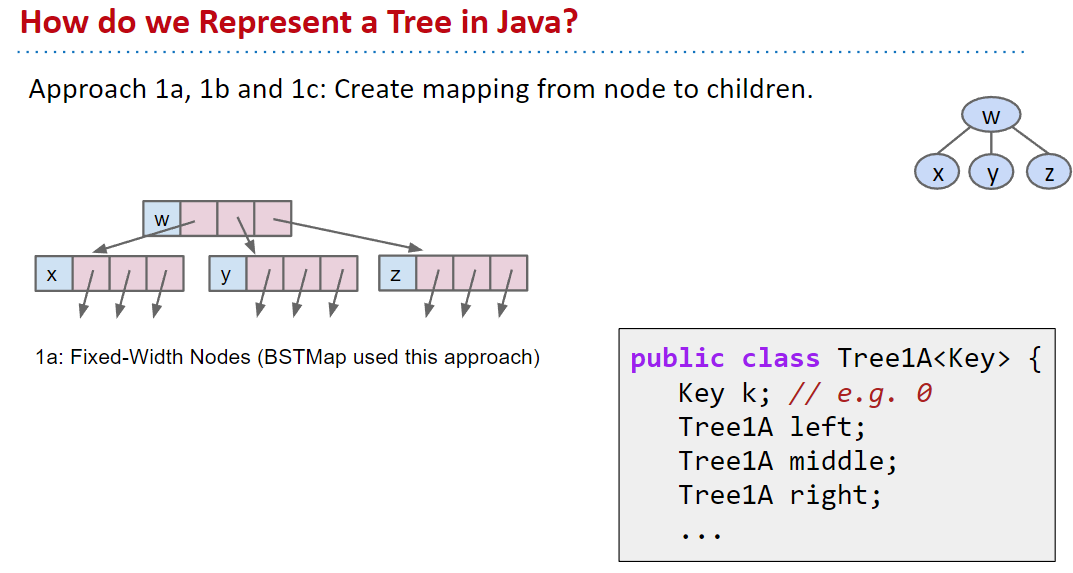 How do we Represent a Tree in Java?
Approach 1a, 1b and 1c: Create mapping from node to children.
w
x y z
w
x y z
1a: Fixed-Width Nodes (BSTMap used this approach)
public class Tree1A<Key> {
Key k; // e.g. 0
Tree1A left;
Tree1A middle;
Tree1A right;
...